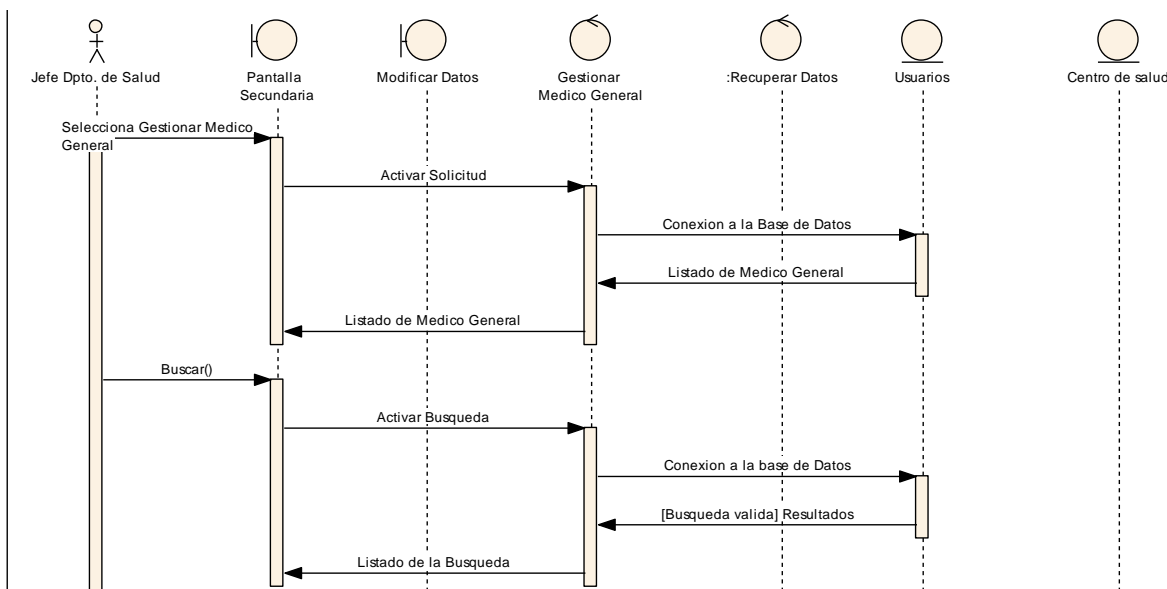 Jefe Dpto. de Salud
Pantalla
Secundaria
Modificar Datos
Gestionar
Medico General
:Recuperar Datos
Usuarios
Centro de salud
Selecciona Gestionar Medico
General
Activar Solicitud
Conexion a la Base de Datos
Listado de Medico General
Listado de Medico General
Buscar()
Activar Busqueda
Conexion a la base de Datos
[Busqueda valida] Resultados
Listado de la Busqueda